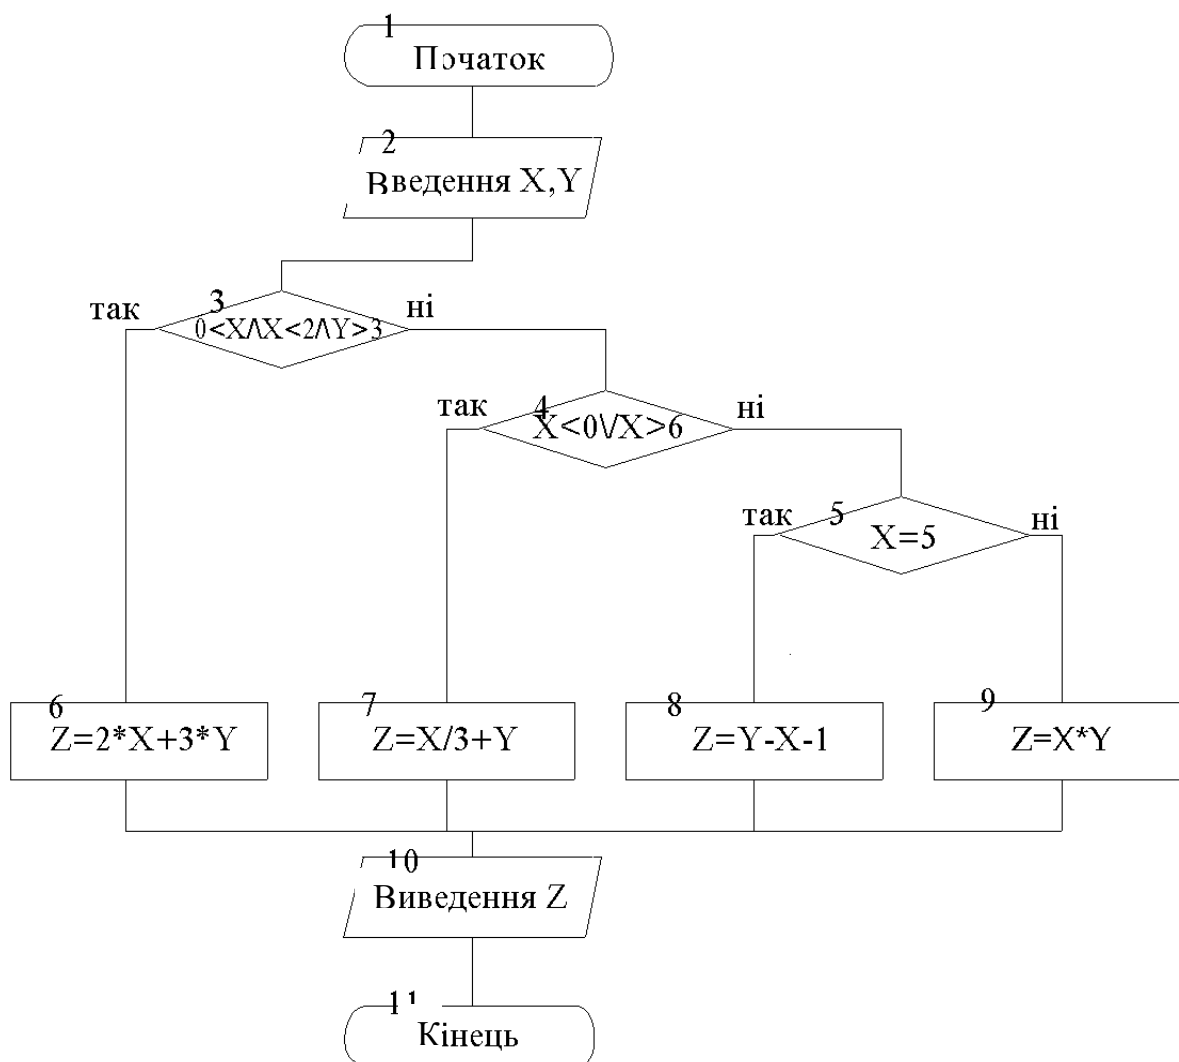 1
Початок
2
Введення X,Y
так
3
ні
0<X/\X<2/\Y>3
так
4
ні
X<0\/X>6
так
5
ні
X=5
6
Z=2*X+3*Y
7
Z=X/3+Y
8
Z=Y-X-1
9
Z=X*Y
10
Виведення Z
11
Кінець